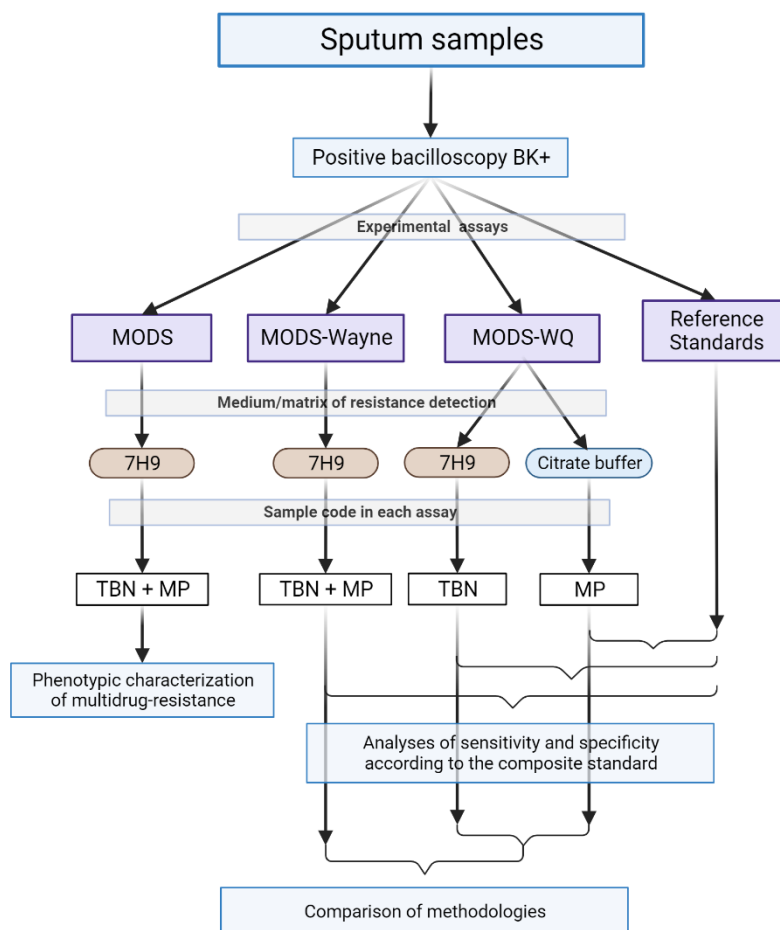 Sputum samples
Positive bacilloscopy BK+
Experimental assays
MODS
MODS-Wayne
MODS-WQ
Reference
Standards
Medium/matrix of resistance detection
7H9
7H9
7H9
Citrate buffer
Sample code in each assay
TBN + MP
TBN + MP
TBN
MP
Phenotypic characterization
of multidrug-resistance
Analyses of sensitivity and specificity
according to the composite standard
Comparison of methodologies